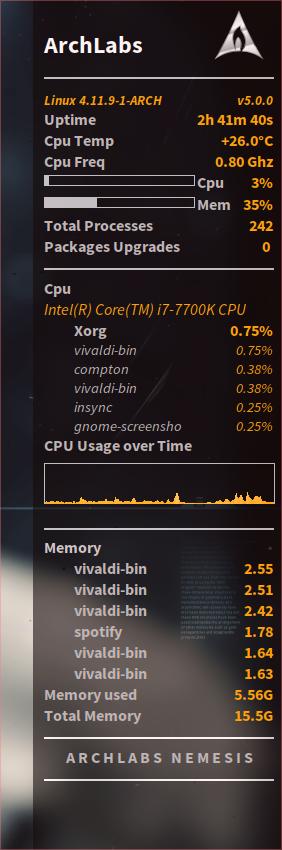 ArchLabs
Linux 4.11.9-1-ARCH v5.0.0
Uptime 2h 41m 40s
Cpu Temp +26.0°C
Cpu Freq 0.80 Ghz
Cpu 3%
Mem 35%
Total Processes 242
Packages Upgrades 0
Cpu
Intel(R) Core(TM) i7-7700K CPU
Xorg 0.75%
vivaldi-bin 0.75%
compton 0.38%
vivaldi-bin 0.38%
insync 0.25%
gnome-screensho 0.25%
CPU Usage over Time
Memory
vivaldi-bin 2.55
vivaldi-bin 2.51
vivaldi-bin 2.42
spotify 1.78
vivaldi-bin 1.64
vivaldi-bin 1.63
Memory used 5.56G
Total Memory 15.5G
ARCHLABS NEMESIS